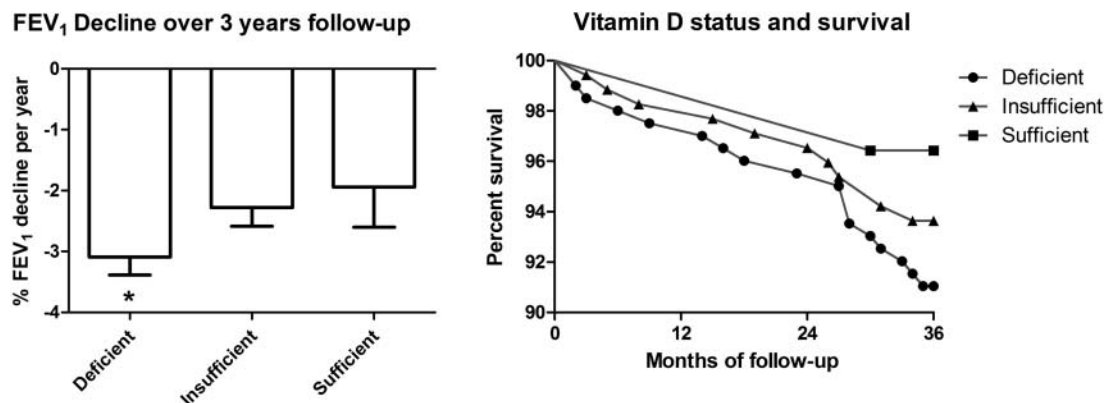 FEV₁ Decline over 3 years follow-up
% FEV₁ decline per year
0
-1
-2
-3
-4
*
Deficient
Insufficient
Sufficient
Vitamin D status and survival
Percent survival
100
98
96
94
92
90
0 12 24 36
Months of follow-up
Deficient
Insufficient
Sufficient